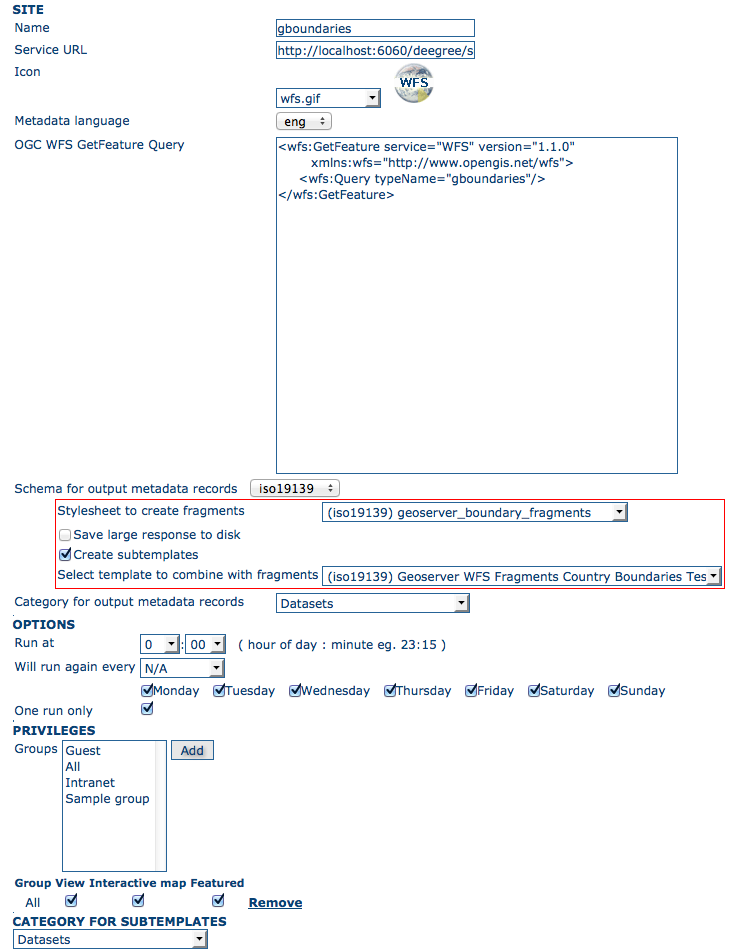 SITE
Name gboundaries
Service URL http://localhost:6060/deegree/s
Icon
WFS
wfs.gif
Metadata language eng
OGC WFS GetFeature Query
<wfs:GetFeature service="WFS" version="1.1.0"
xmlns:wfs="http://www.opengis.net/wfs">
<wfs:Query typeName="gboundaries"/>
</wfs:GetFeature>
Schema for output metadata records iso19139
Stylesheet to create fragments (iso19139) geoserver_boundary_fragments
Save large response to disk
Create subtemplates
Select template to combine with fragments (iso19139) Geoserver WFS Fragments Country Boundaries Tes
Category for output metadata records Datasets
OPTIONS
Run at 0 : 00 ( hour of day : minute eg. 23:15 )
Will run again every N/A
Monday Tuesday Wednesday Thursday Friday Saturday Sunday
One run only
PRIVILEGES
Groups Guest Add
All
Intranet
Sample group
Group View Interactive map Featured
All Remove
CATEGORY FOR SUBTEMPLATES
Datasets